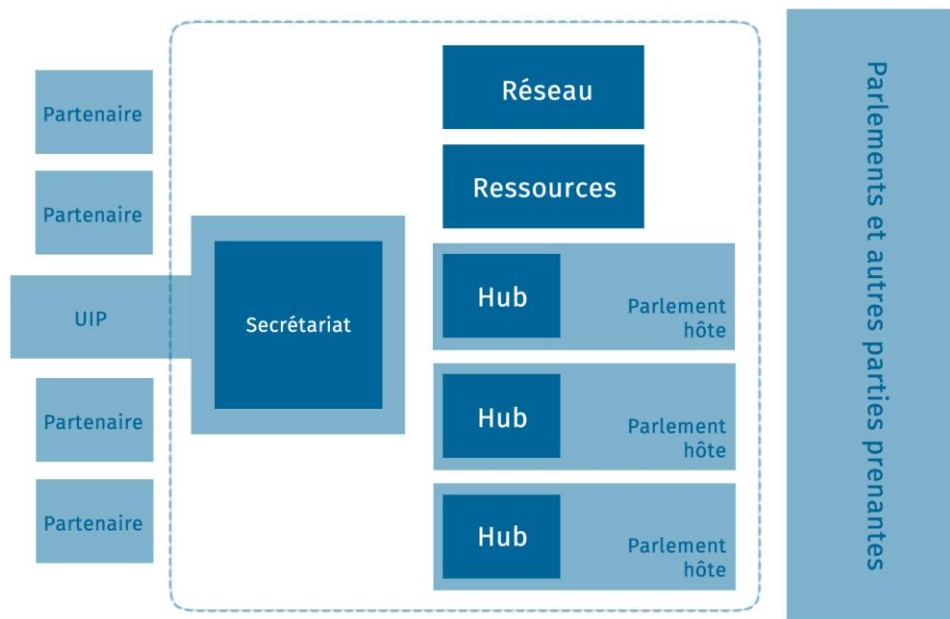 Partenaire
Partenaire
UIP
Partenaire
Partenaire
Secrétariat
Réseau
Ressources
Hub
Parlement
hôte
Hub
Parlement
hôte
Hub
Parlement
hôte
Parlements et autres parties prenantes